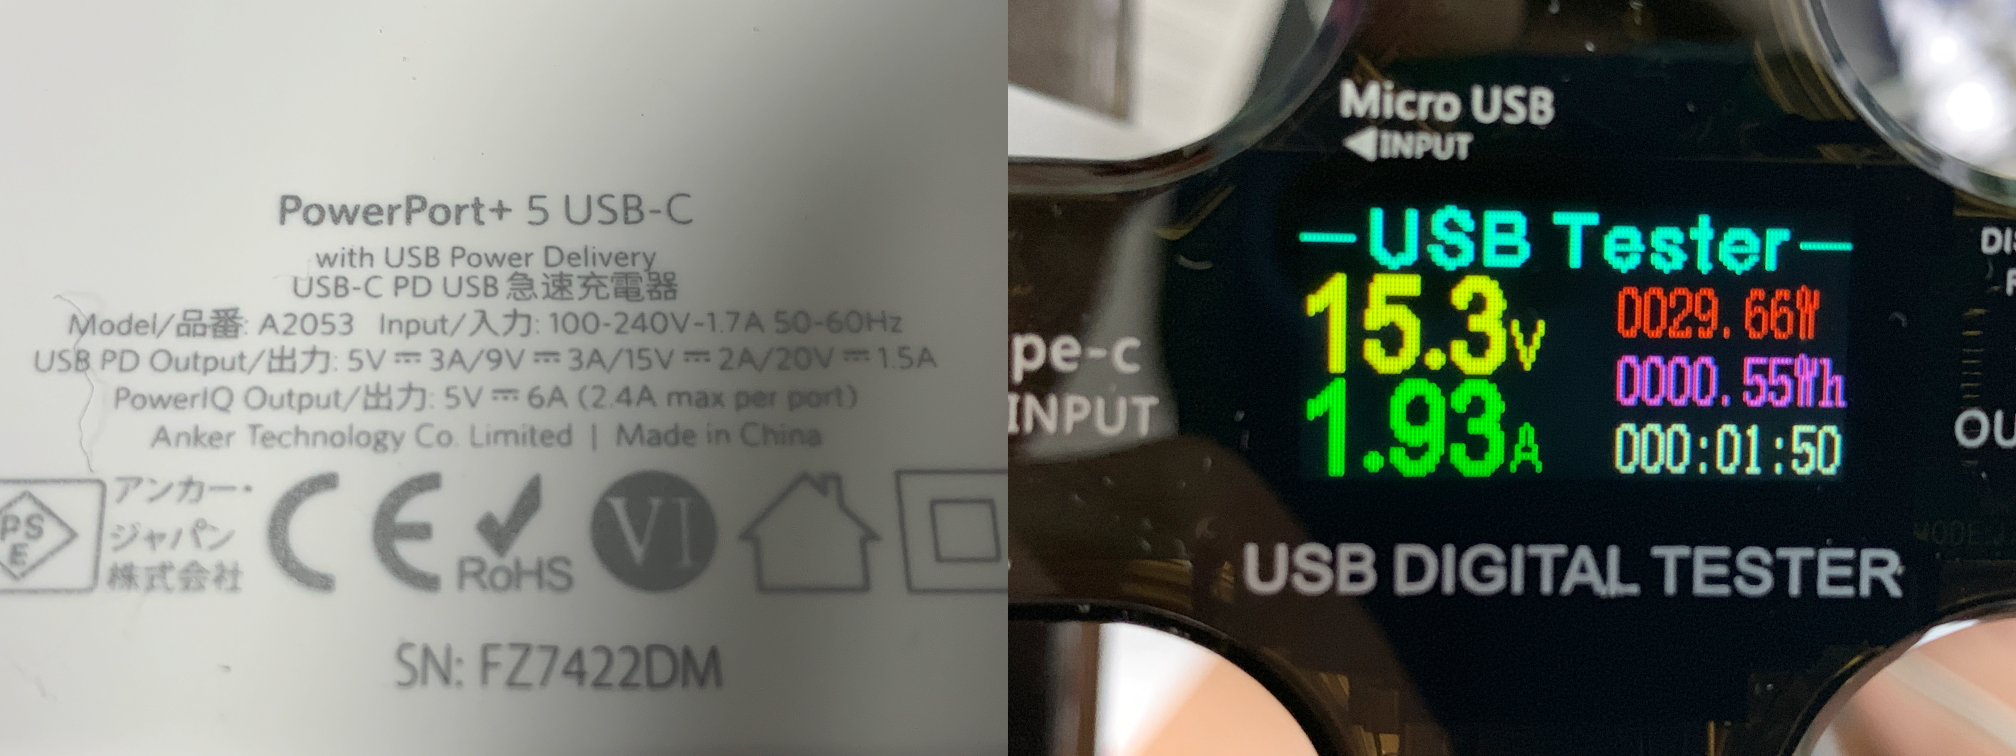 PowerPort+ 5 USB-C
with USB Power Delivery
USB-C PD USB 急速充電器
Model/品番: A2053 Input/入力: 100-240V~1.7A 50-60Hz
USB PD Output/出力: 5V ⎓ 3A/9V ⎓ 3A/15V ⎓ 2A/20V ⎓ 1.5A
PowerIQ Output/出力: 5V ⎓ 6A (2.4A max per port)
Anker Technology Co. Limited | Made in China
PS
E
アンカー・
ジャパン
株式会社
CE
RoHS
VI
SN: FZ7422DM
Micro USB
◀INPUT
—USB Tester—
15.3V
1.93A
0029.66W
0000.55Wh
000:01:50
pe-c
INPUT
OU
USB DIGITAL TESTER